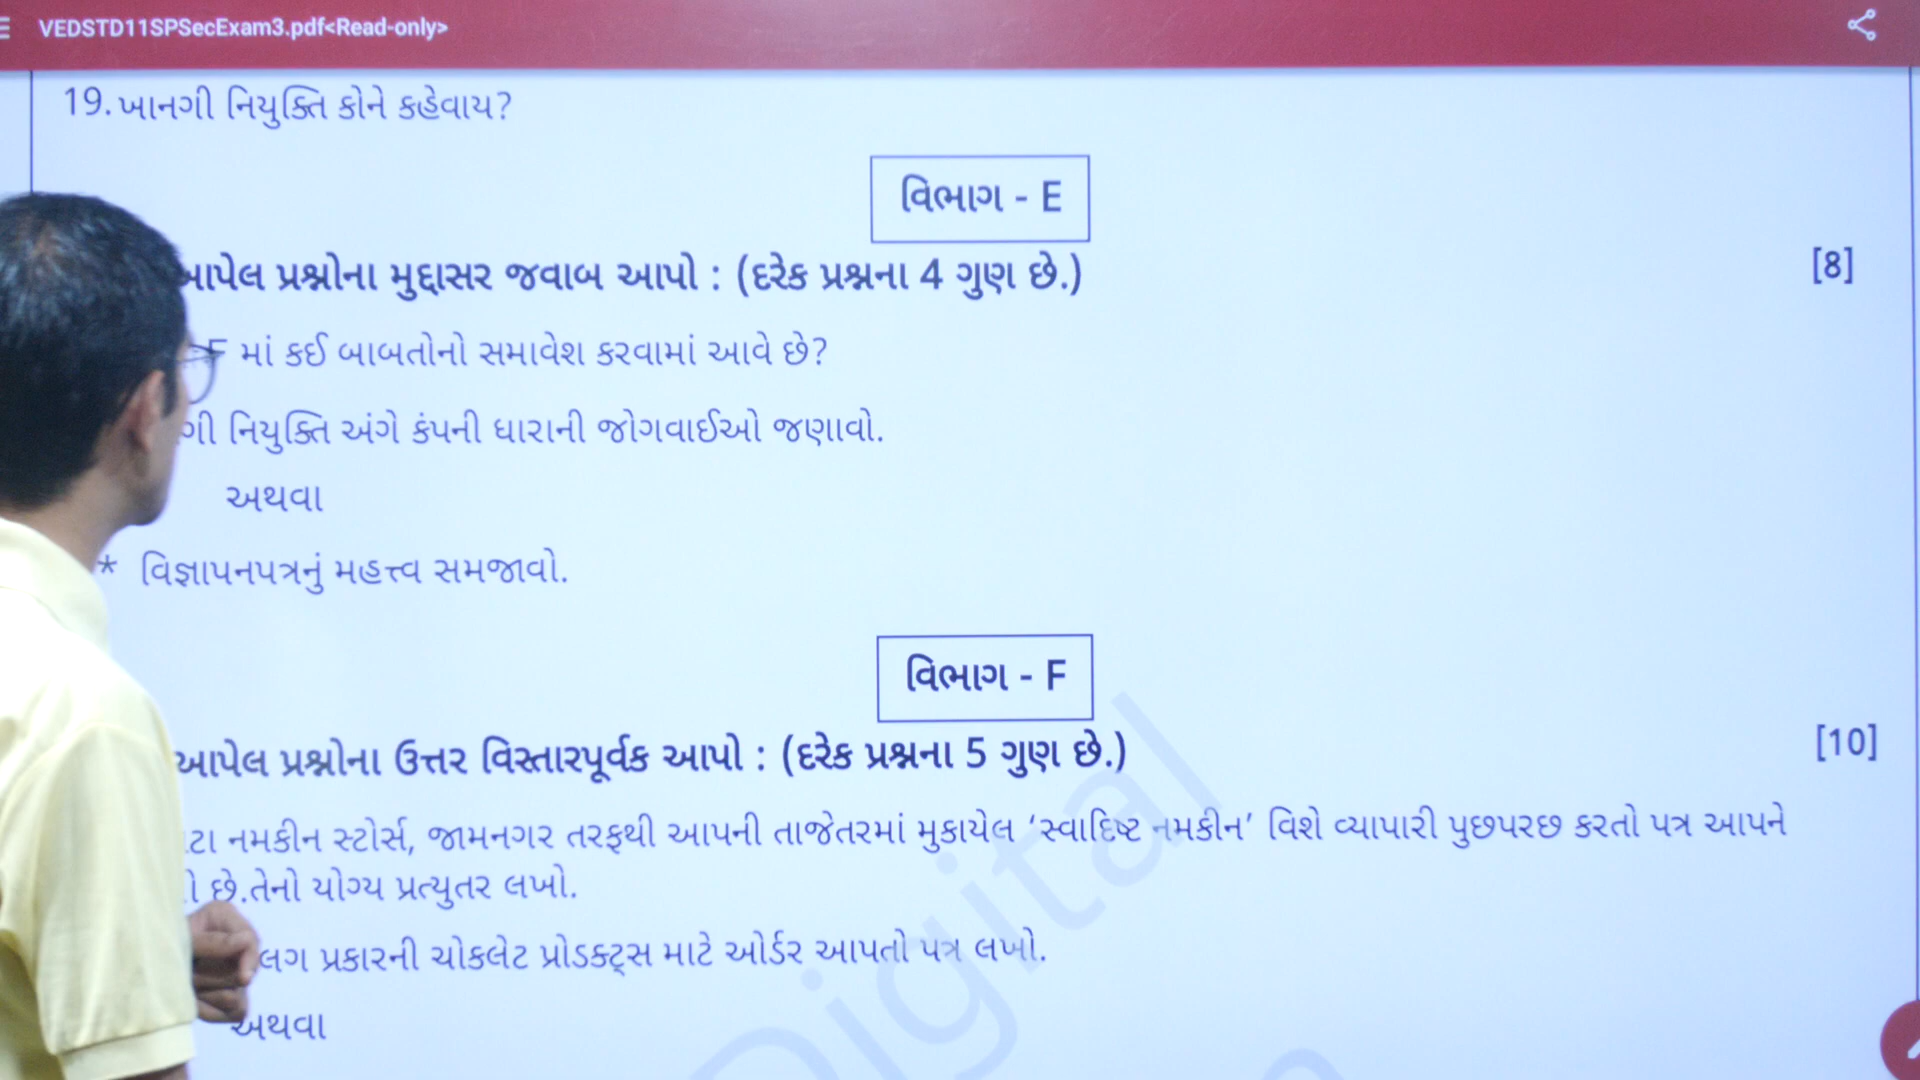 VEDSTD11SPSecExam3.pdf<Read-only>
19. ખાનગી નિયુક્તિ કોને કહેવાય?
વિભાગ - E
આપેલ પ્રશ્નોના મુદ્દાસર જવાબ આપો : (દરેક પ્રશ્નના 4 ગુણ છે.) [8]
માં કઈ બાબતોનો સમાવેશ કરવામાં આવે છે?
નિયુક્તિ અંગે કંપની ધારાની જોગવાઈઓ જણાવો.
અથવા
* વિજ્ઞાપનપત્રનું મહત્ત્વ સમજાવો.
વિભાગ - F
આપેલ પ્રશ્નોના ઉત્તર વિસ્તારપૂર્વક આપો : (દરેક પ્રશ્નના 5 ગુણ છે.) [10]
નમકીન સ્ટોર્સ, જામનગર તરફથી આપની તાજેતરમાં મુકાયેલ ‘સ્વાદિષ્ટ નમકીન’ વિશે વ્યાપારી પુછપરછ કરતો પત્ર આપને
છે.તેનો યોગ્ય પ્રત્યુતર લખો.
પ્રકારની ચોકલેટ પ્રોડક્ટ્સ માટે ઓર્ડર આપતો પત્ર લખો.
અથવા
Digital